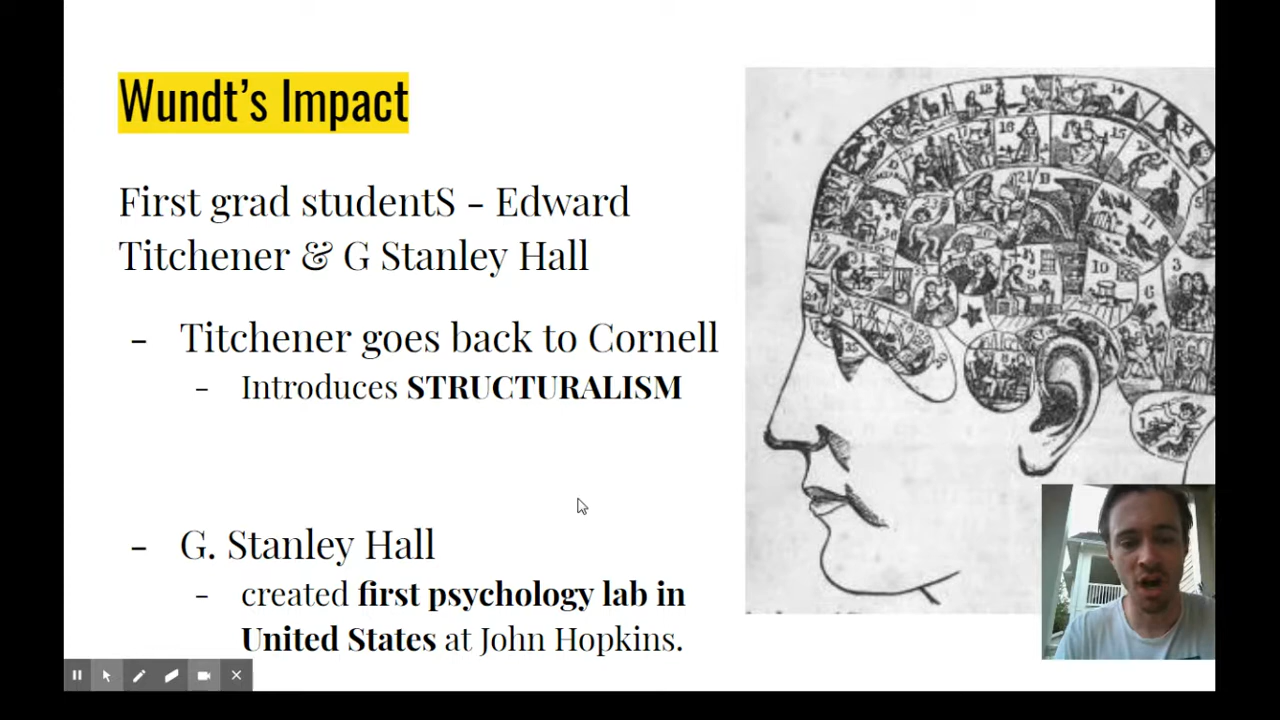 Wundt's Impact
First grad studentS - Edward
Titchener & G Stanley Hall
- Titchener goes back to Cornell
- Introduces STRUCTURALISM
- G. Stanley Hall
- created first psychology lab in
United States at John Hopkins.